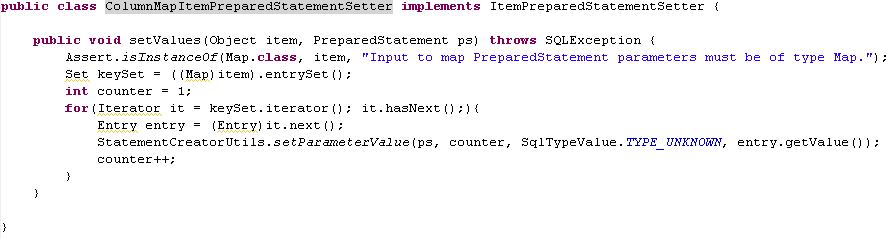 public class ColumnMapItemPreparedStatementSetter implements ItemPreparedStatementSetter {
public void setValues(Object item, PreparedStatement ps) throws SQLException {
Assert.isInstanceOf(Map.class, item, "Input to map PreparedStatement parameters must be of type Map.");
Set keySet = ((Map)item).entrySet();
int counter = 1;
for(Iterator it = keySet.iterator(); it.hasNext();){
Entry entry = (Entry)it.next();
StatementCreatorUtils.setParameterValue(ps, counter, SqlTypeValue.TYPE_UNKNOWN, entry.getValue());
counter++;
}
}
}